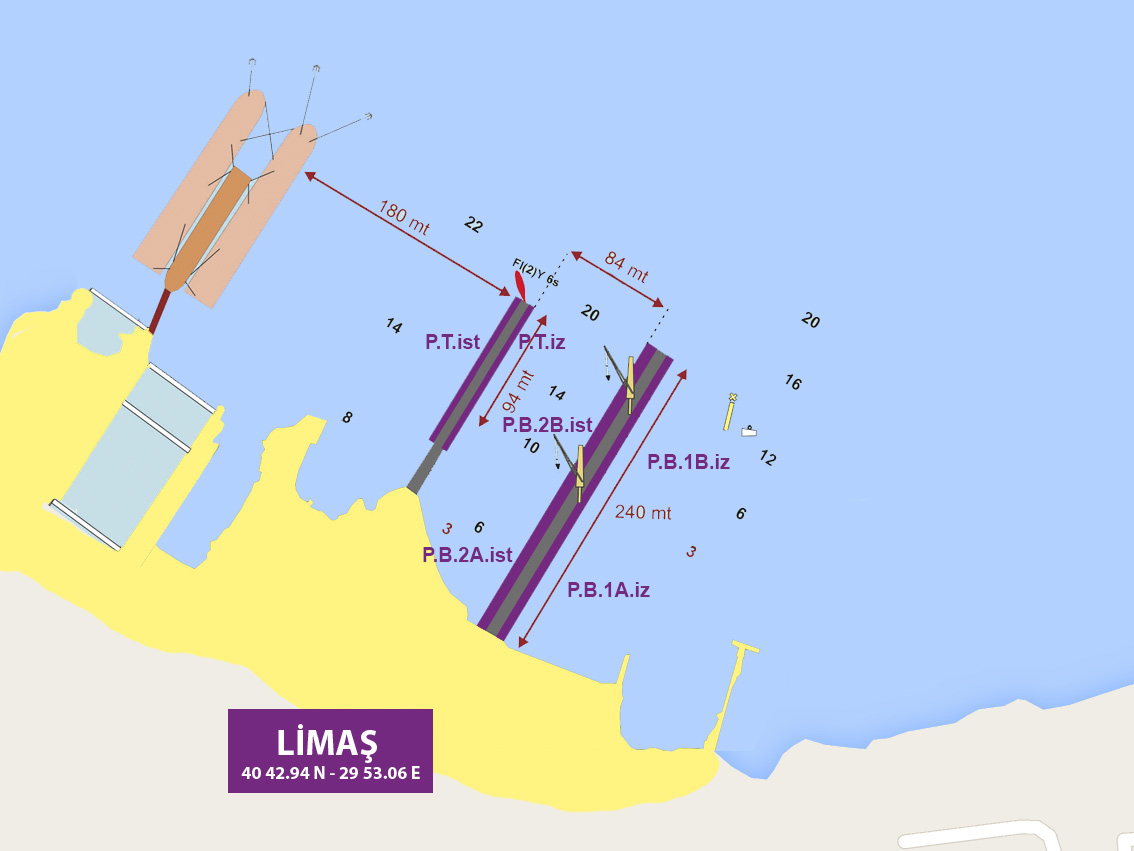 180 mt
22
Fl(2)Y 6s
84 mt
20
20
14
P.T.ist
P.T.iz
94 mt
14
16
8
P.B.2B.ist
10
12
P.B.1B.iz
240 mt
6
3
6
3
P.B.2A.ist
P.B.1A.iz
LİMAŞ
40 42.94 N - 29 53.06 E